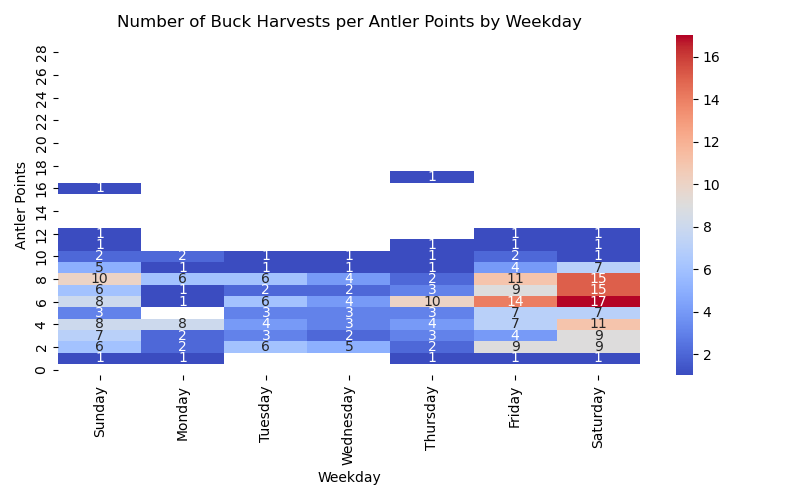 Number of Buck Harvests per Antler Points by Weekday
Antler Points
28
26
24
22
20
18
1
16 1
14
12 1 1 1
1 1 1 1
10 2 2 1 1 1 2 1
5 1 1 1 1 4 7
8 10 6 6 4 2 11 15
6 1 2 2 3 9 15
6 8 1 6 4 10 14 17
3 3 3 3 7 7
4 8 8 4 3 4 7 11
7 2 3 2 3 4 9
2 6 2 6 5 2 9 9
1 1 1 1 1
0
Sunday Monday Tuesday Wednesday Thursday Friday Saturday
Weekday
16
14
12
10
8
6
4
2